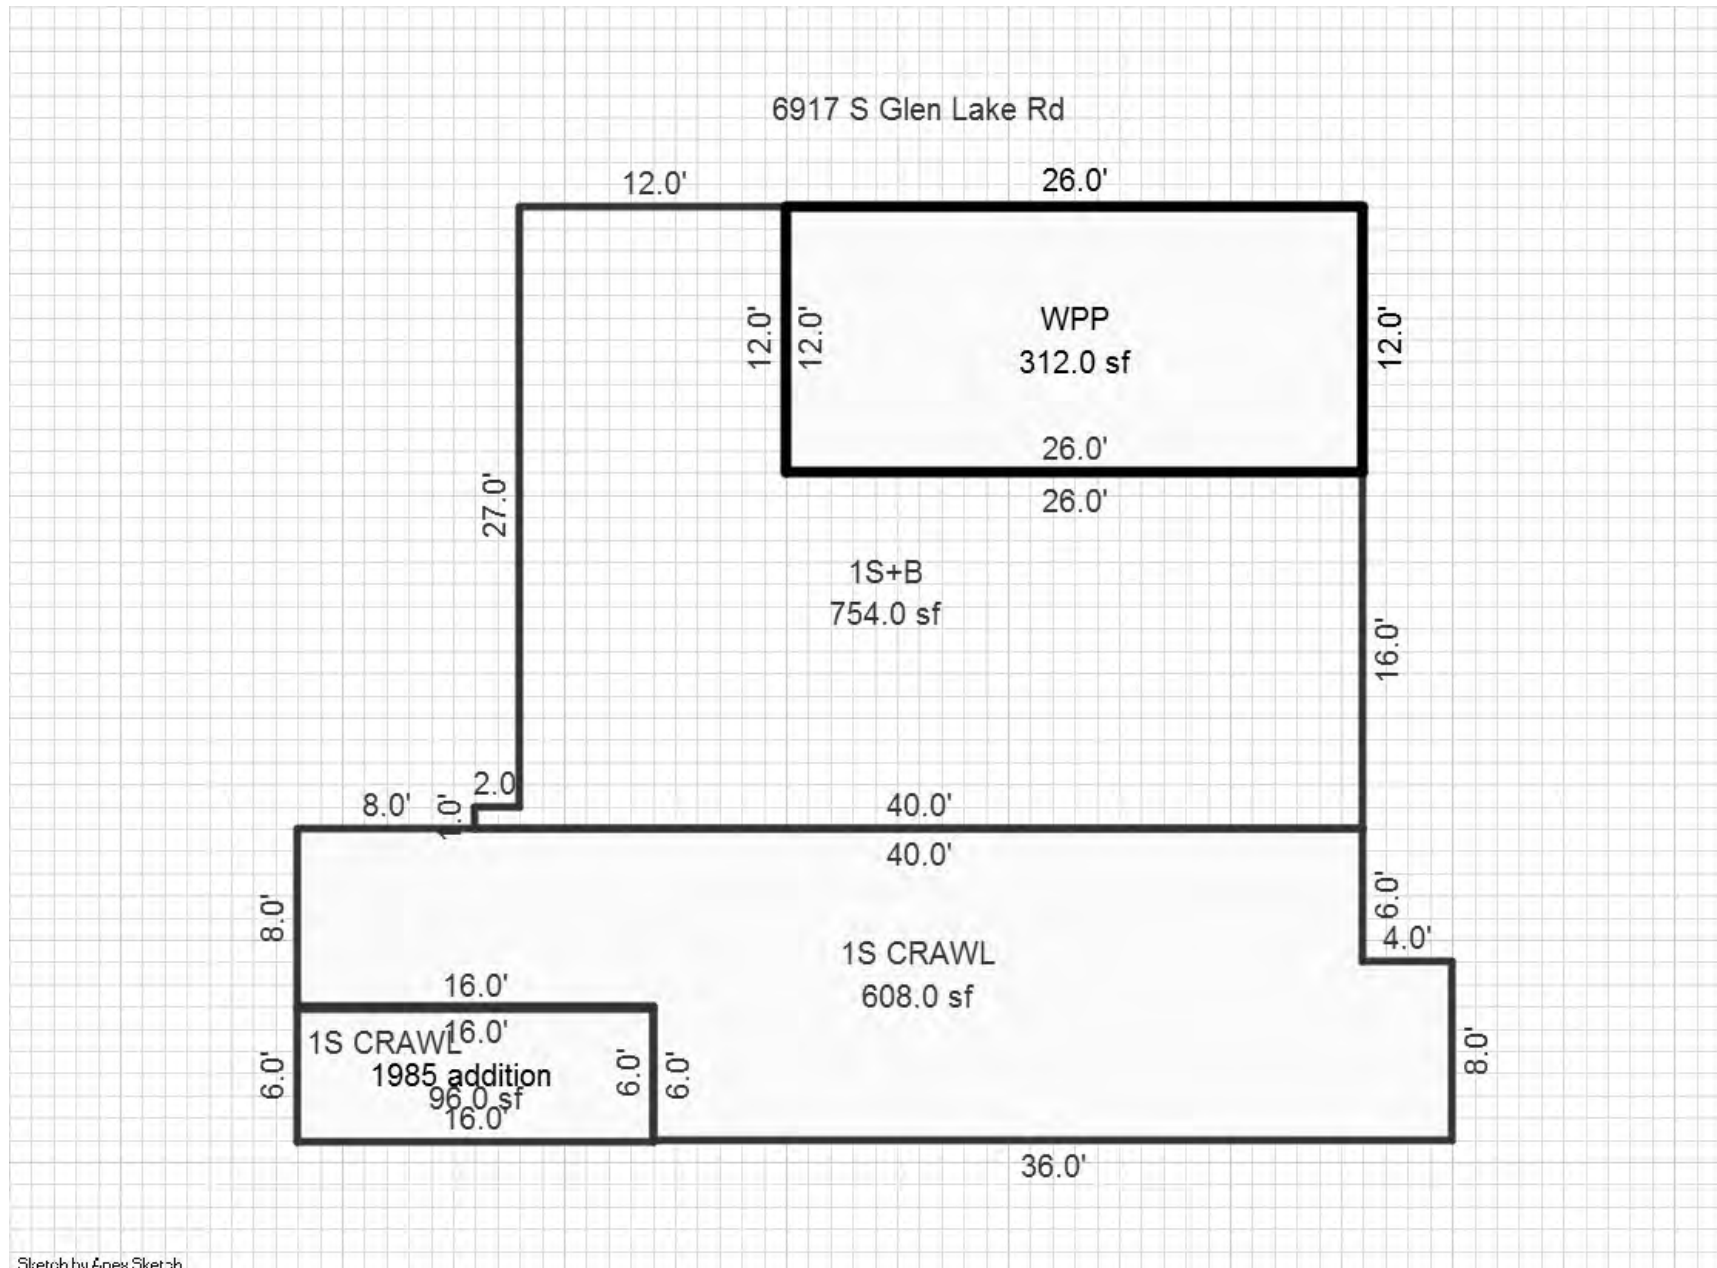 6917 S Glen Lake Rd
12.0'
26.0'
12.0'
12.0'
WPP
312.0 sf
12.0'
26.0'
26.0'
27.0'
1S+B
754.0 sf
16.0'
2.0
8.0'
1.0'
40.0'
40.0'
6.0'
4.0'
8.0'
1S CRAWL
608.0 sf
16.0'
16.0'
1S CRAWL
1985 addition
96.0 sf
16.0'
6.0'
6.0'
6.0'
8.0'
36.0'
Sketch by Apex Sketch